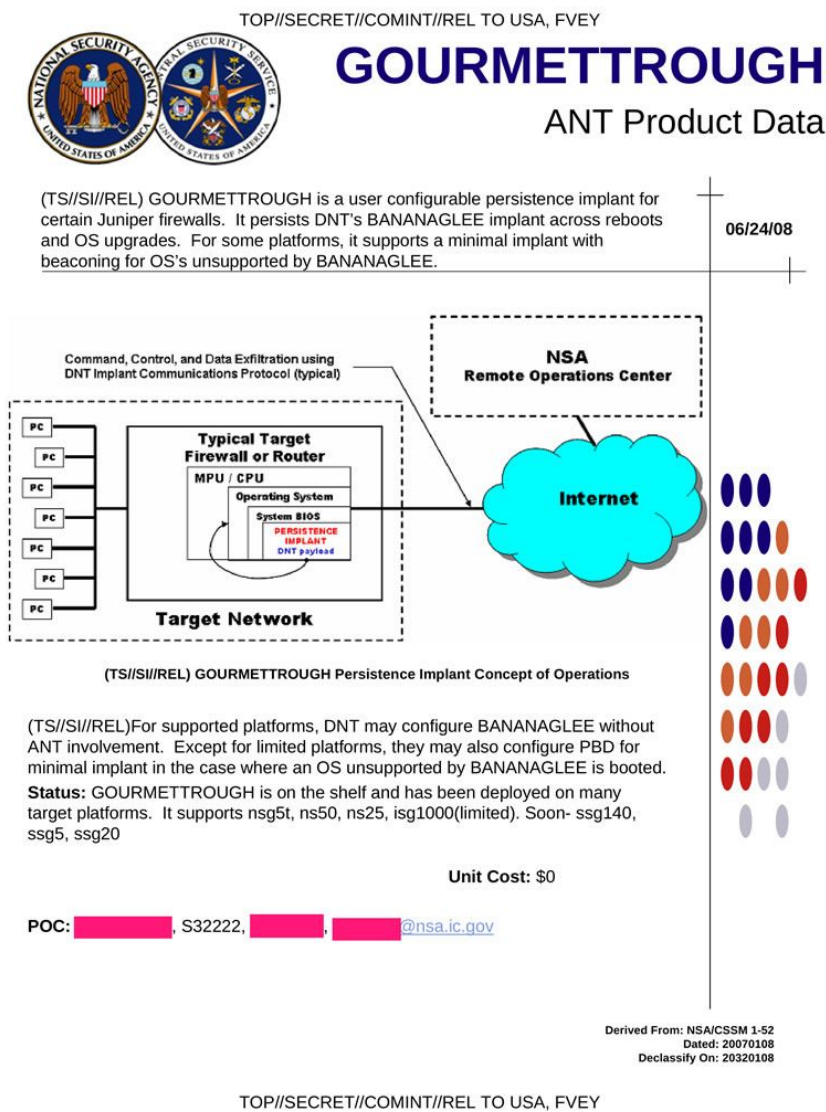 TOP//SECRET//COMINT//REL TO USA, FVEY
NATIONAL SECURITY AGENCY
UNITED STATES OF AMERICA
CENTRAL SECURITY SERVICE
UNITED STATES OF AMERICA
GOURMETTROUGH
ANT Product Data
(TS//SI//REL) GOURMETTROUGH is a user configurable persistence implant for
certain Juniper firewalls.  It persists DNT's BANANAGLEE implant across reboots
and OS upgrades.  For some platforms, it supports a minimal implant with
beaconing for OS's unsupported by BANANAGLEE.
06/24/08
Command, Control, and Data Exfiltration using
DNT Implant Communications Protocol (typical)
NSA
Remote Operations Center
PC
PC
PC
PC
PC
PC
PC
Typical Target
Firewall or Router
MPU / CPU
Operating System
System BIOS
PERSISTENCE
IMPLANT
DNT payload
Internet
Target Network
(TS//SI//REL) GOURMETTROUGH Persistence Implant Concept of Operations
(TS//SI//REL)For supported platforms, DNT may configure BANANAGLEE without
ANT involvement.  Except for limited platforms, they may also configure PBD for
minimal implant in the case where an OS unsupported by BANANAGLEE is booted.
Status: GOURMETTROUGH is on the shelf and has been deployed on many
target platforms.  It supports nsg5t, ns50, ns25, isg1000(limited). Soon- ssg140,
ssg5, ssg20
Unit Cost: $0
POC: , S32222, , @nsa.ic.gov
Derived From: NSA/CSSM 1-52
Dated: 20070108
Declassify On: 20320108
TOP//SECRET//COMINT//REL TO USA, FVEY